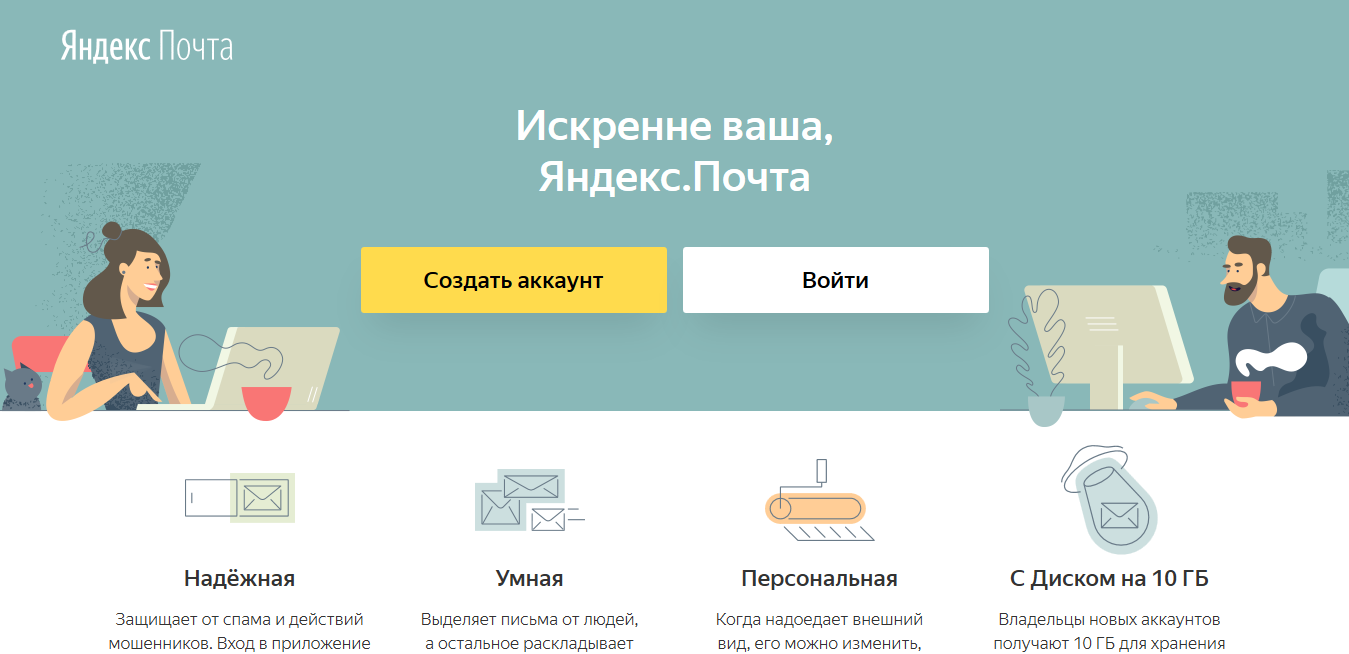 Яндекс Почта
Искренне ваша,
Яндекс.Почта
Создать аккаунт
Войти
Надёжная
Защищает от спама и действий
мошенников. Вход в приложение
Умная
Выделяет письма от людей,
а остальное раскладывает
Персональная
Когда надоедает внешний
вид, его можно изменить,
С Диском на 10 ГБ
Владельцы новых аккаунтов
получают 10 ГБ для хранения